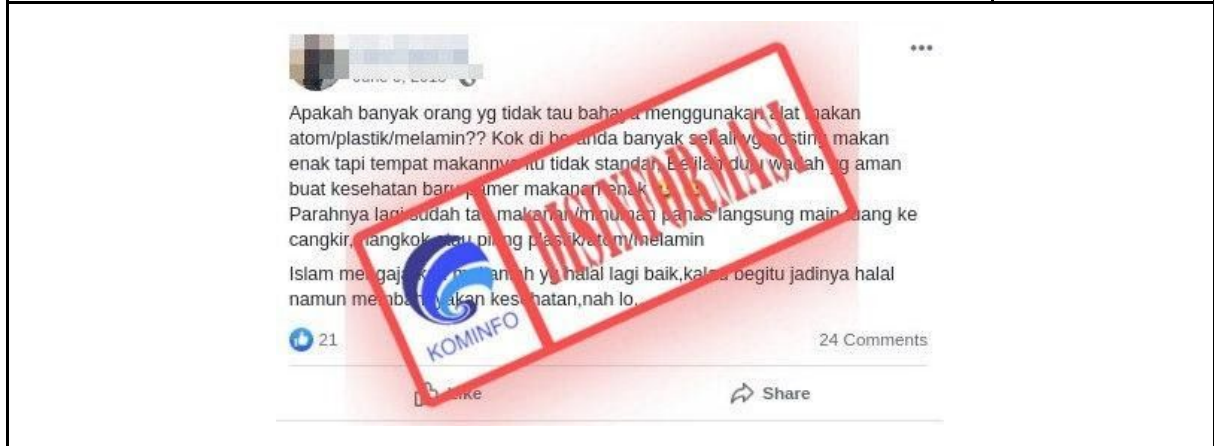 Apakah banyak orang yg tidak tau bahaya menggunakan alat makan
atom/plastik/melamin?? Kok di beranda banyak sekali yg posting makan
enak tapi tempat makannya itu tidak standar. Belilah dulu wadah yg aman
buat kesehatan baru pamer makanan enak
Parahnya lagi sudah tau makanan/minuman panas langsung main tuang ke
cangkir, mangkok atau piring plastik/atom/melamin
Islam mengajarkan yg halal lagi baik,kalau begitu jadinya halal
namun membahayakan kesehatan,nah lo.
DISINFORMASI
KOMINFO
21
24 Comments
Like
Share